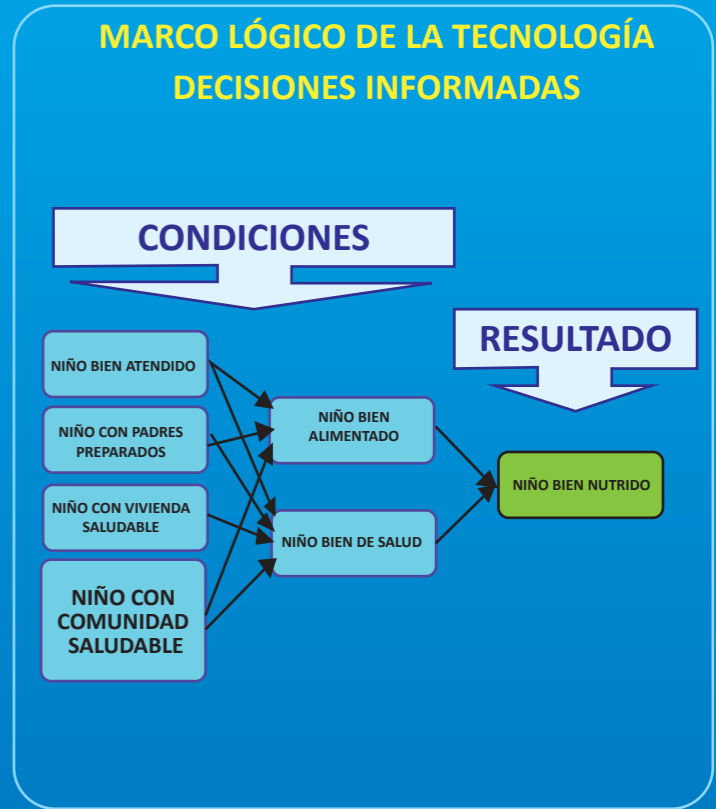 MARCO LÓGICO DE LA TECNOLOGÍA
DECISIONES INFORMADAS
CONDICIONES
RESULTADO
NIÑO BIEN ATENDIDO
NIÑO CON PADRES
PREPARADOS
NIÑO CON VIVIENDA
SALUDABLE
NIÑO CON
COMUNIDAD
SALUDABLE
NIÑO BIEN
ALIMENTADO
NIÑO BIEN DE SALUD
NIÑO BIEN NUTRIDO